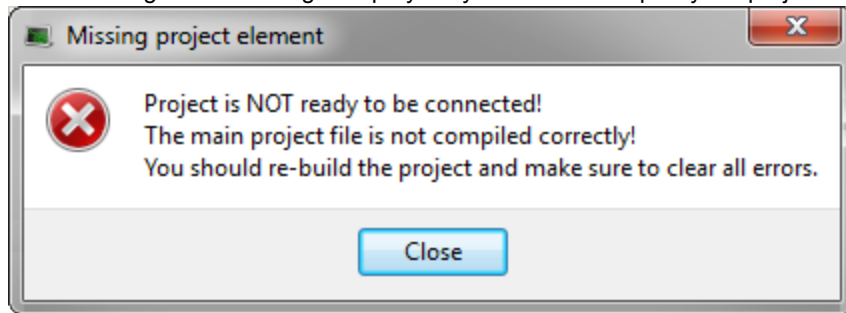 Missing project element
Project is NOT ready to be connected!
The main project file is not compiled correctly!
You should re-build the project and make sure to clear all errors.
Close